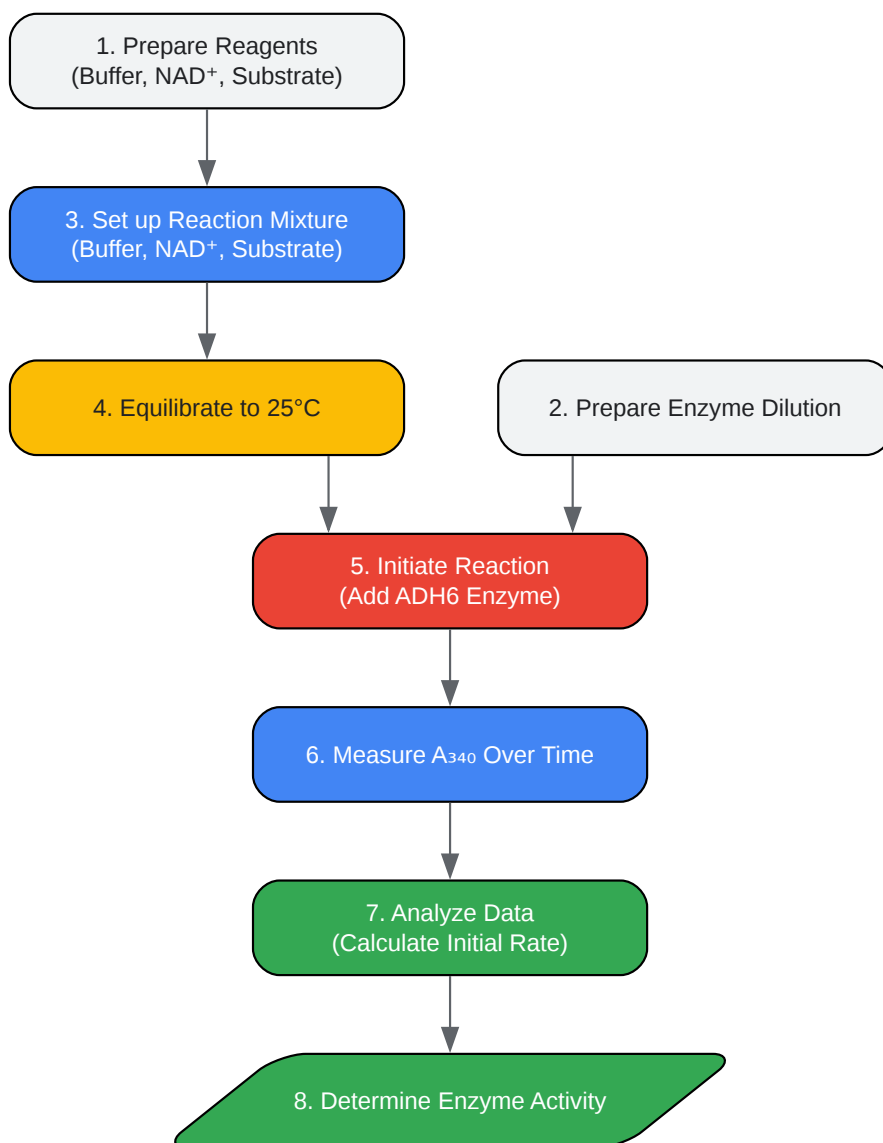 1. Prepare Reagents
(Buffer, NAD⁺, Substrate)
3. Set up Reaction Mixture
(Buffer, NAD⁺, Substrate)
4. Equilibrate to 25°C
2. Prepare Enzyme Dilution
5. Initiate Reaction
(Add ADH6 Enzyme)
6. Measure A₃₄₀ Over Time
7. Analyze Data
(Calculate Initial Rate)
8. Determine Enzyme Activity